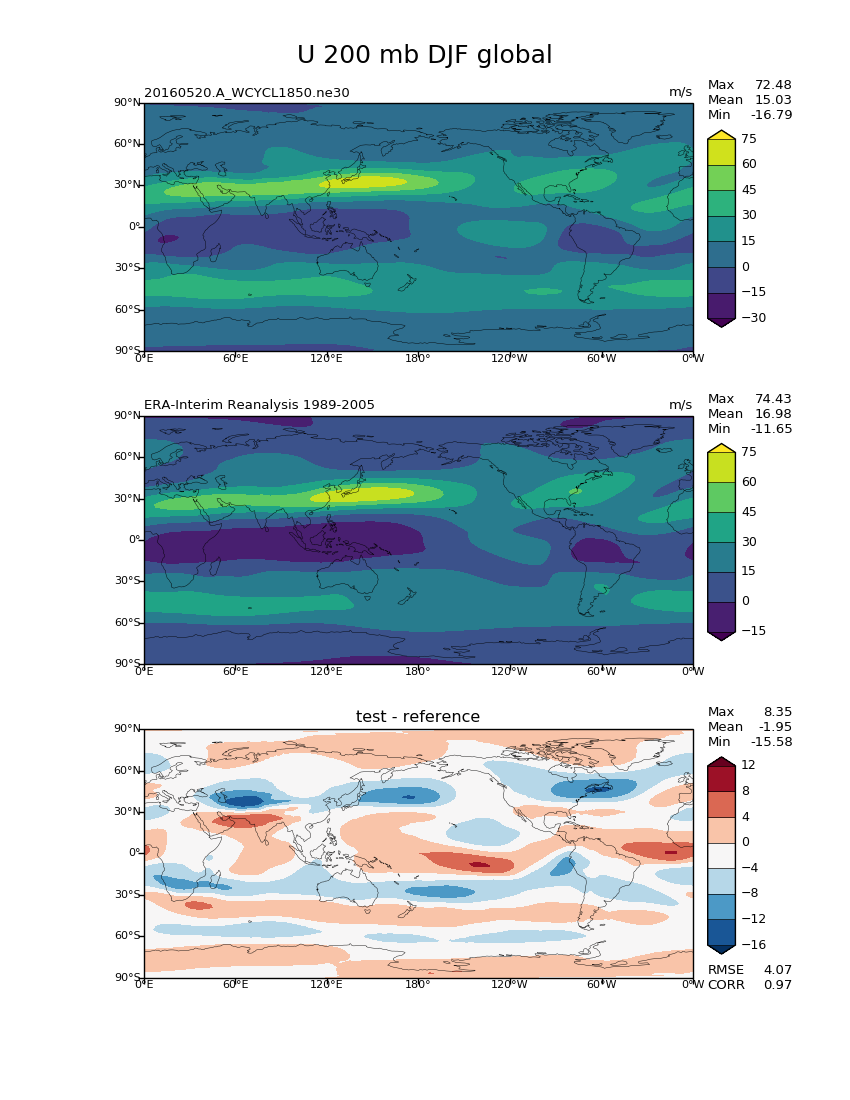 U 200 mb DJF global
20160520.A_WCYCL1850.ne30 m/s
Max 72.48
Mean 15.03
Min -16.79
90°N
60°N
30°N
0°
30°S
60°S
90°S
0°E 60°E 120°E 180° 120°W 60°W 0°W
75
60
45
30
15
0
−15
−30
ERA-Interim Reanalysis 1989-2005 m/s
Max 74.43
Mean 16.98
Min -11.65
90°N
60°N
30°N
0°
30°S
60°S
90°S
0°E 60°E 120°E 180° 120°W 60°W 0°W
75
60
45
30
15
0
−15
test - reference
Max 8.35
Mean -1.95
Min -15.58
90°N
60°N
30°N
0°
30°S
60°S
90°S
0°E 60°E 120°E 180° 120°W 60°W 0°W
12
8
4
0
−4
−8
−12
−16
RMSE 4.07
CORR 0.97